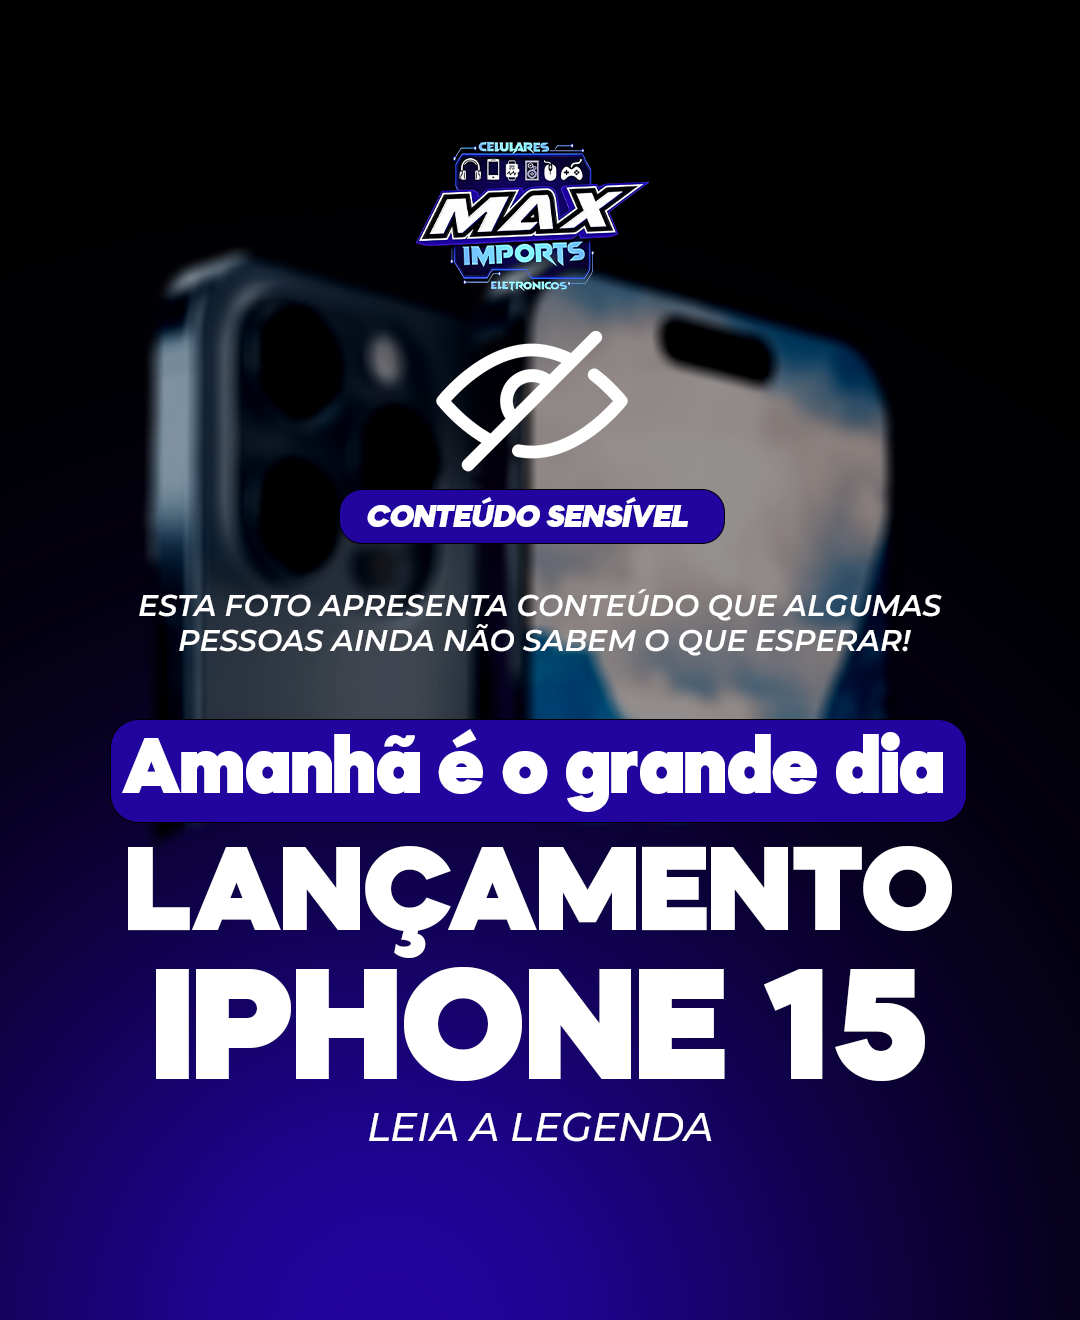 CELULARES
MAX
IMPORTS
ELETRONICOS
CONTEÚDO SENSÍVEL
ESTA FOTO APRESENTA CONTEÚDO QUE ALGUMAS
PESSOAS AINDA NÃO SABEM O QUE ESPERAR!
Amanhã é o grande dia
LANÇAMENTO
IPHONE 15
LEIA A LEGENDA